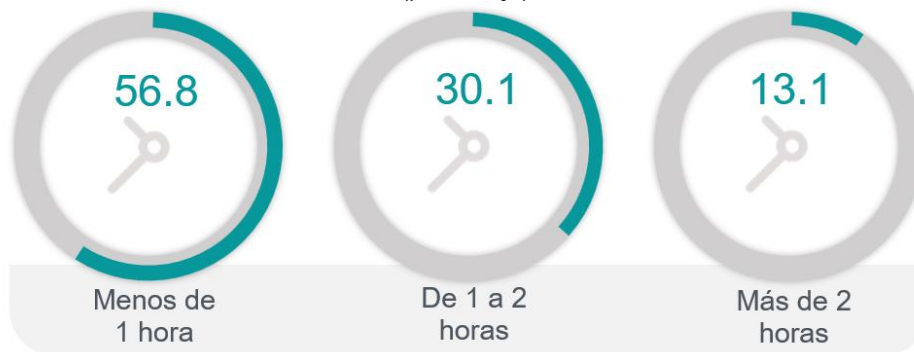 56.8
30.1
13.1
Menos de
1 hora
De 1 a 2
horas
Más de 2
horas